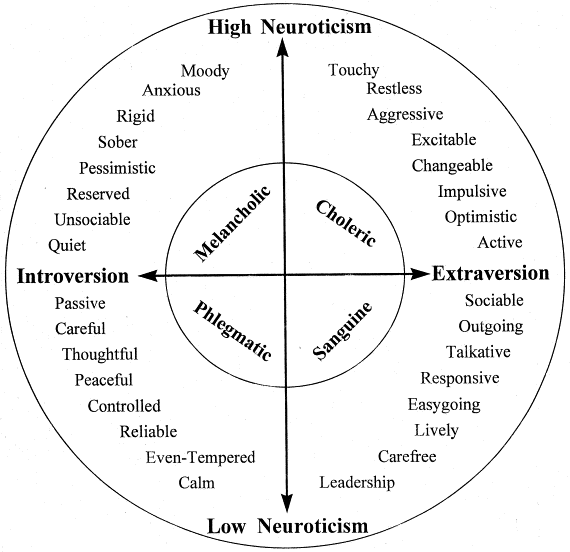 High Neuroticism
Moody
Anxious
Rigid
Sober
Pessimistic
Reserved
Unsociable
Quiet
Touchy
Restless
Aggressive
Excitable
Changeable
Impulsive
Optimistic
Active
Melancholic
Choleric
Introversion
Extraversion
Phlegmatic
Sanguine
Passive
Careful
Thoughtful
Peaceful
Controlled
Reliable
Even-Tempered
Calm
Sociable
Outgoing
Talkative
Responsive
Easygoing
Lively
Carefree
Leadership
Low Neuroticism